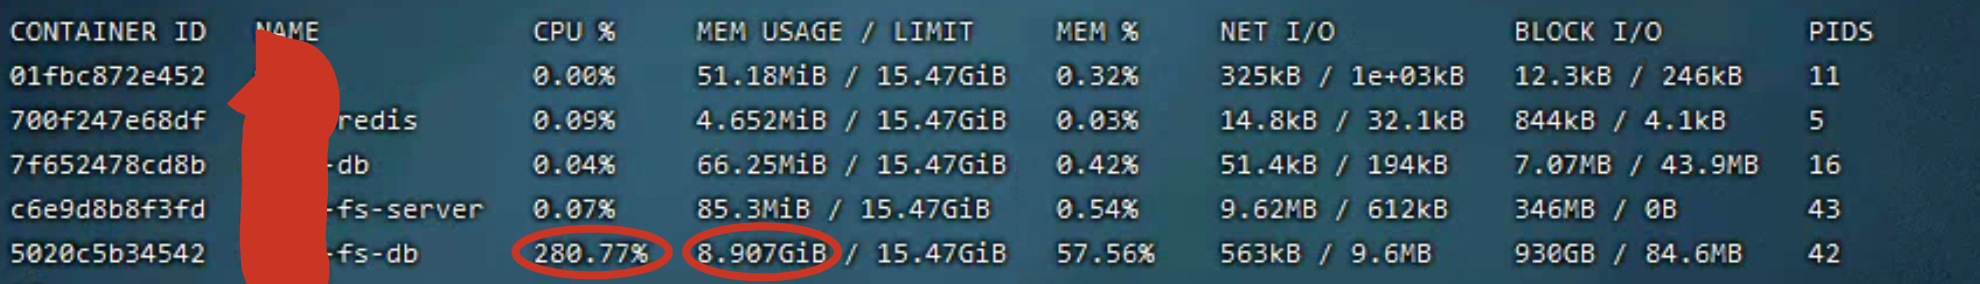 CONTAINER ID NAME CPU % MEM USAGE / LIMIT MEM % NET I/O BLOCK I/O PIDS
01fbc872e452 0.00% 51.18MiB / 15.47GiB 0.32% 325kB / 1e+03kB 12.3kB / 246kB 11
700f247e68df redis 0.09% 4.652MiB / 15.47GiB 0.03% 14.8kB / 32.1kB 844kB / 4.1kB 5
7f652478cd8b -db 0.04% 66.25MiB / 15.47GiB 0.42% 51.4kB / 194kB 7.07MB / 43.9MB 16
c6e9d8b8f3fd -fs-server 0.07% 85.3MiB / 15.47GiB 0.54% 9.62MB / 612kB 346MB / 0B 43
5020c5b34542 -fs-db 280.77% 8.907GiB / 15.47GiB 57.56% 563kB / 9.6MB 930GB / 84.6MB 42